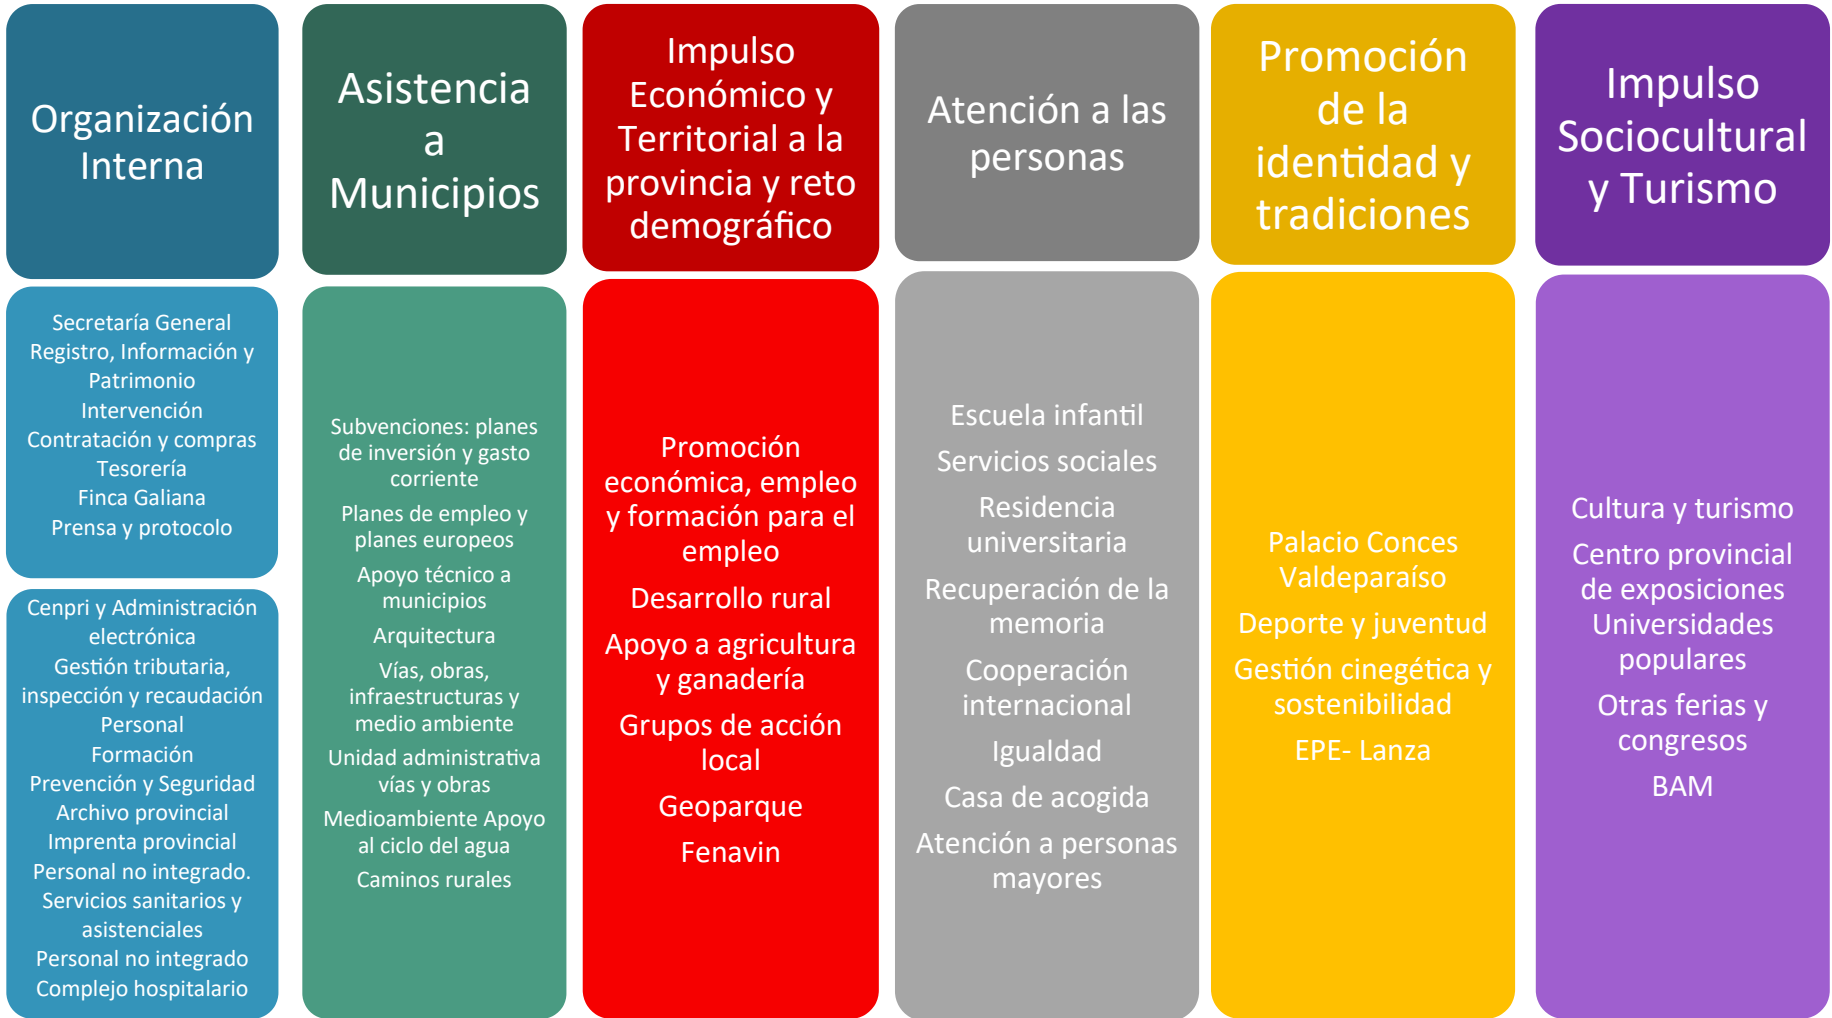 Organización
Interna
Secretaría General
Registro, Información y
Patrimonio
Intervención
Contratación y compras
Tesorería
Finca Galiana
Prensa y protocolo
Cenpri y Administración
electrónica
Gestión tributaria,
inspección y recaudación
Personal
Formación
Prevención y Seguridad
Archivo provincial
Imprenta provincial
Personal no integrado.
Servicios sanitarios y
asistenciales
Personal no integrado
Complejo hospitalario
Asistencia
a
Municipios
Subvenciones: planes
de inversión y gasto
corriente
Planes de empleo y
planes europeos
Apoyo técnico a
municipios
Arquitectura
Vías, obras,
infraestructuras y
medio ambiente
Unidad administrativa
vías y obras
Medioambiente Apoyo
al ciclo del agua
Caminos rurales
Impulso
Económico y
Territorial a la
provincia y reto
demográfico
Promoción
económica, empleo
y formación para el
empleo
Desarrollo rural
Apoyo a agricultura
y ganadería
Grupos de acción
local
Geoparque
Fenavin
Atención a las
personas
Escuela infantil
Servicios sociales
Residencia
universitaria
Recuperación de la
memoria
Cooperación
internacional
Igualdad
Casa de acogida
Atención a personas
mayores
Promoción
de la
identidad y
tradiciones
Palacio Conces
Valdeparaíso
Deporte y juventud
Gestión cinegética y
sostenibilidad
EPE- Lanza
Impulso
Sociocultural
y Turismo
Cultura y turismo
Centro provincial
de exposiciones
Universidades
populares
Otras ferias y
congresos
BAM